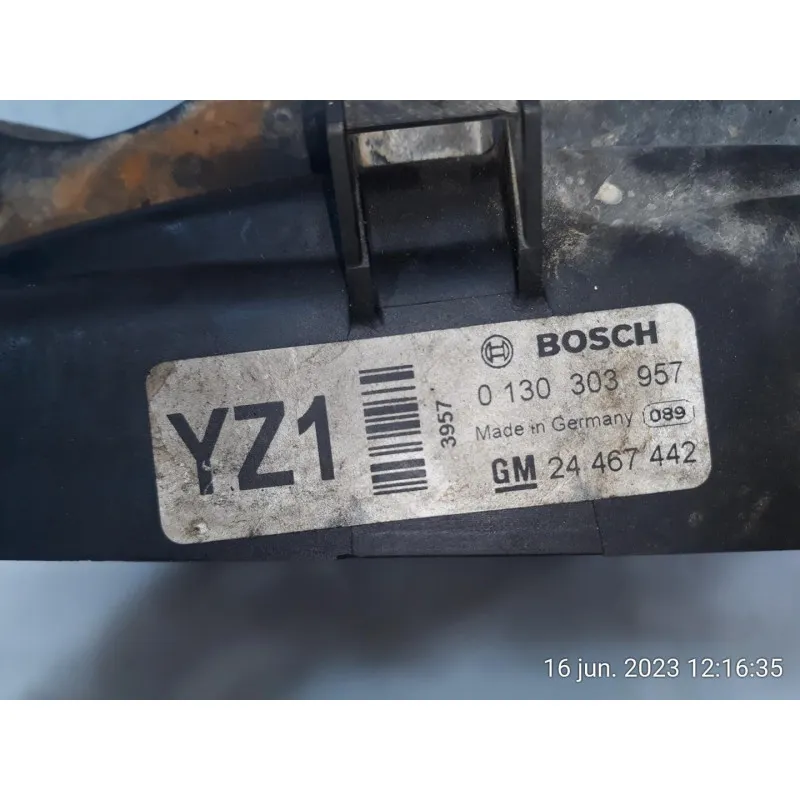 YZ1
3957
BOSCH
0 130 303 957
Made in Germany 089
GM 24 467 442
16 jun. 2023 12:16:35